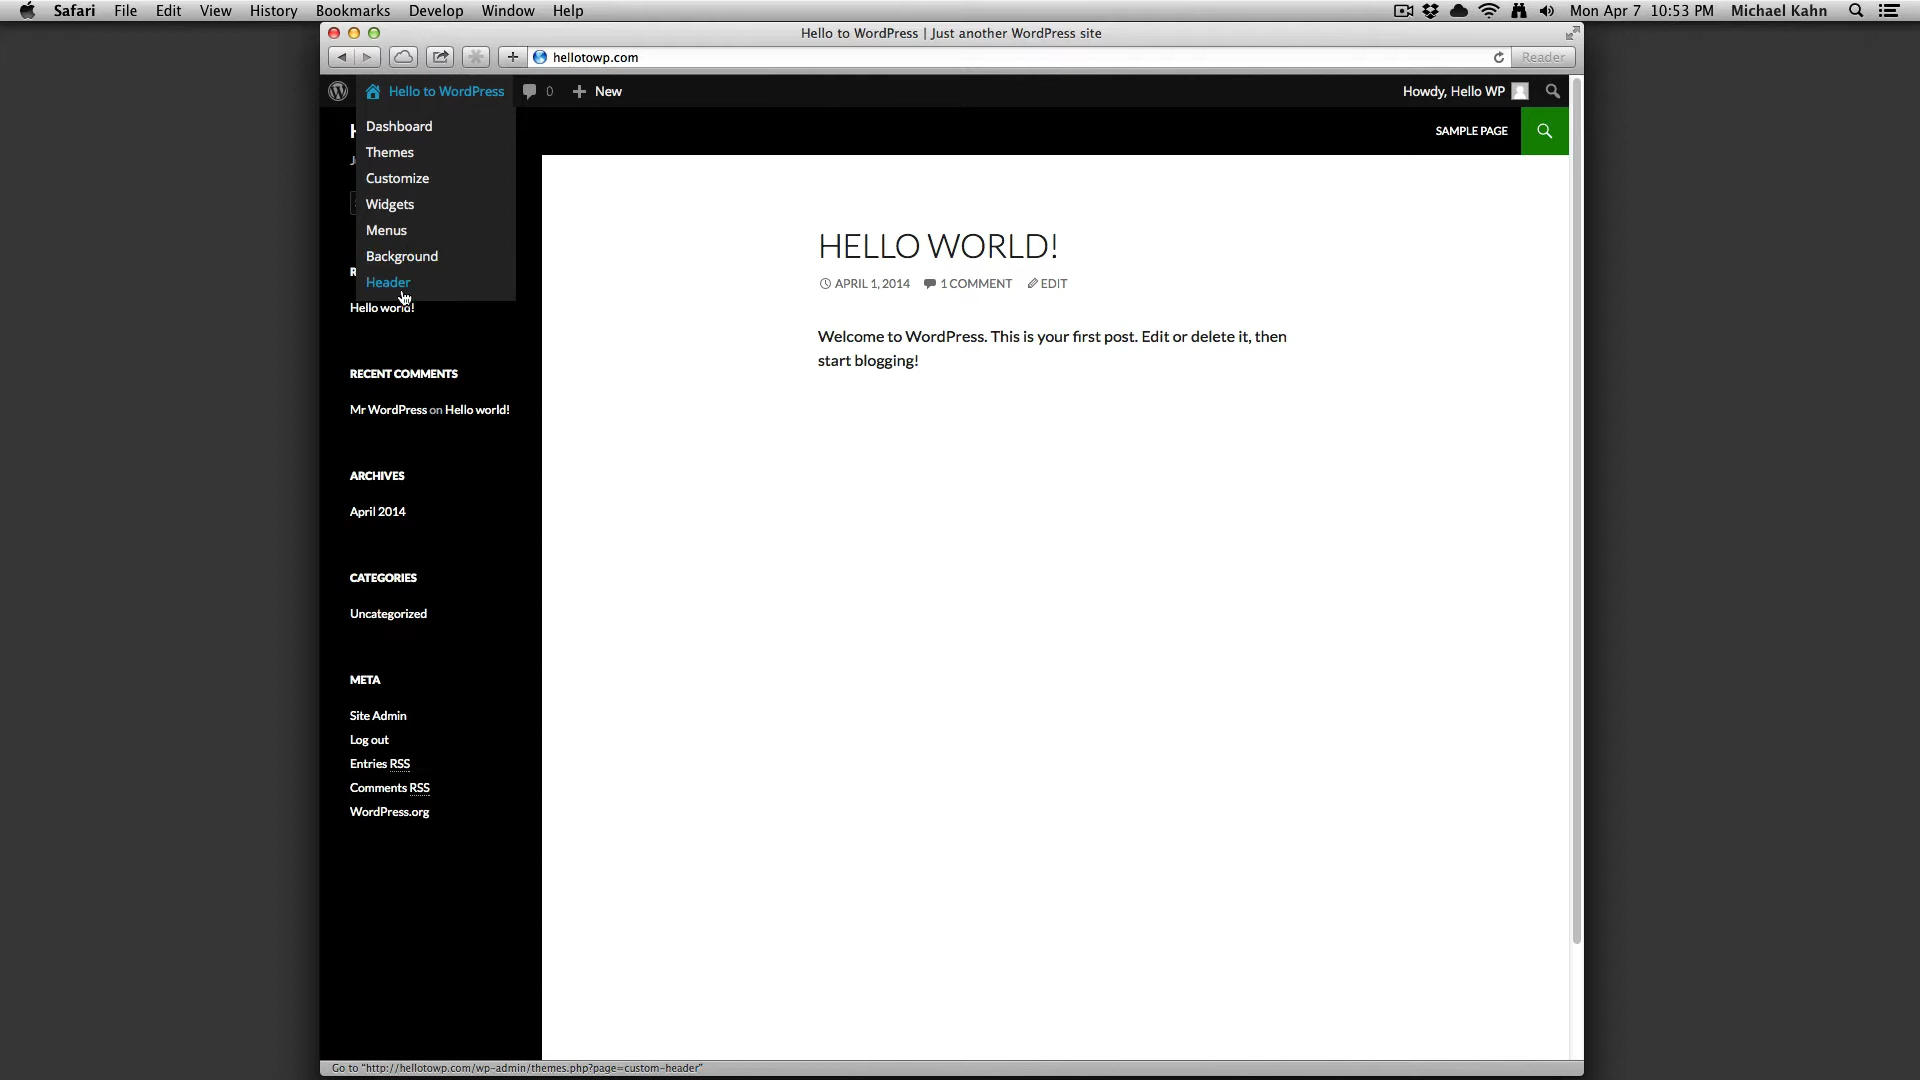 Safari File Edit View History Bookmarks Develop Window Help
Mon Apr 7 10:53 PM Michael Kahn
Hello to WordPress | Just another WordPress site
hellotowp.com
Reader
Hello to WordPress 0 New
Howdy, Hello WP
Dashboard
Themes
Customize
Widgets
Menus
Background
Header
SAMPLE PAGE
Hello world!
RECENT COMMENTS
Mr WordPress on Hello world!
ARCHIVES
April 2014
CATEGORIES
Uncategorized
META
Site Admin
Log out
Entries RSS
Comments RSS
WordPress.org
HELLO WORLD!
APRIL 1, 2014 1 COMMENT EDIT
Welcome to WordPress. This is your first post. Edit or delete it, then
start blogging!
Go to "http://hellotowp.com/wp-admin/themes.php?page=custom-header"